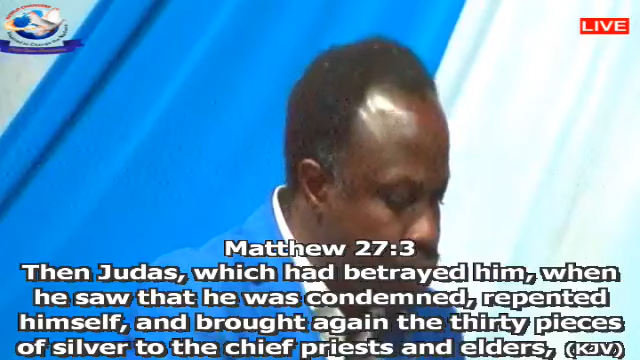 LIVE
Matthew 27:3
Then Judas, which had betrayed him, when
he saw that he was condemned, repented
himself, and brought again the thirty pieces
of silver to the chief priests and elders, (KJV)